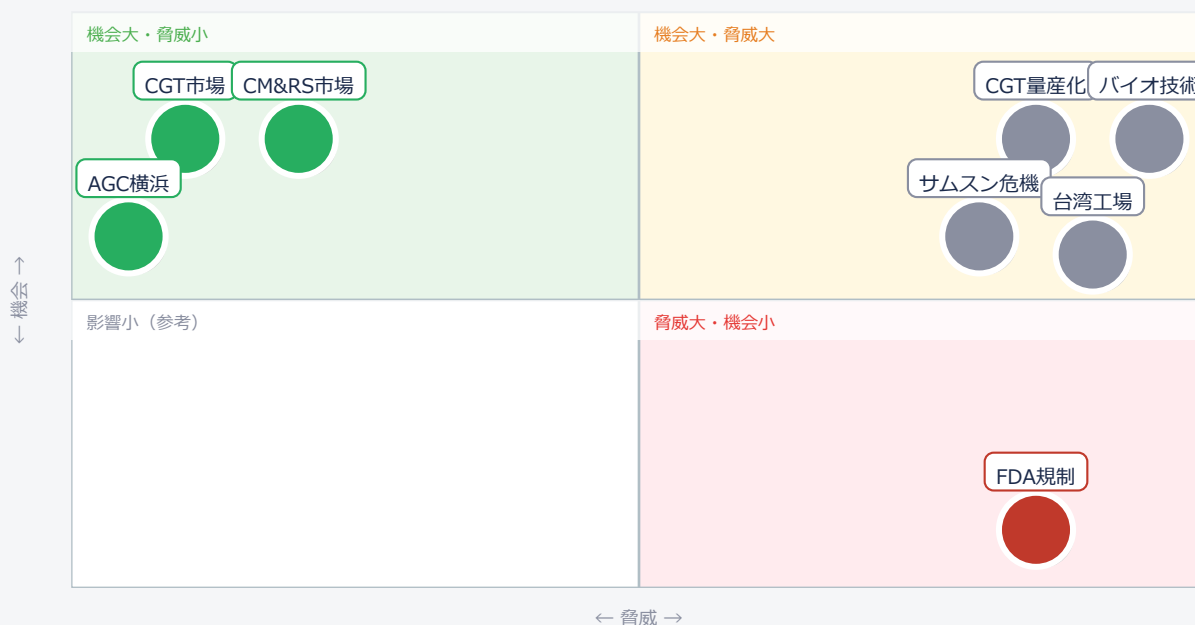 機会大・脅威小
機会大・脅威大
CGT市場
CM&RS市場
CGT量産化
バイオ技術
AGC横浜
サムスン危機
台湾工場
← 機会 →
影響小（参考）
脅威大・機会小
FDA規制
← 脅威 →